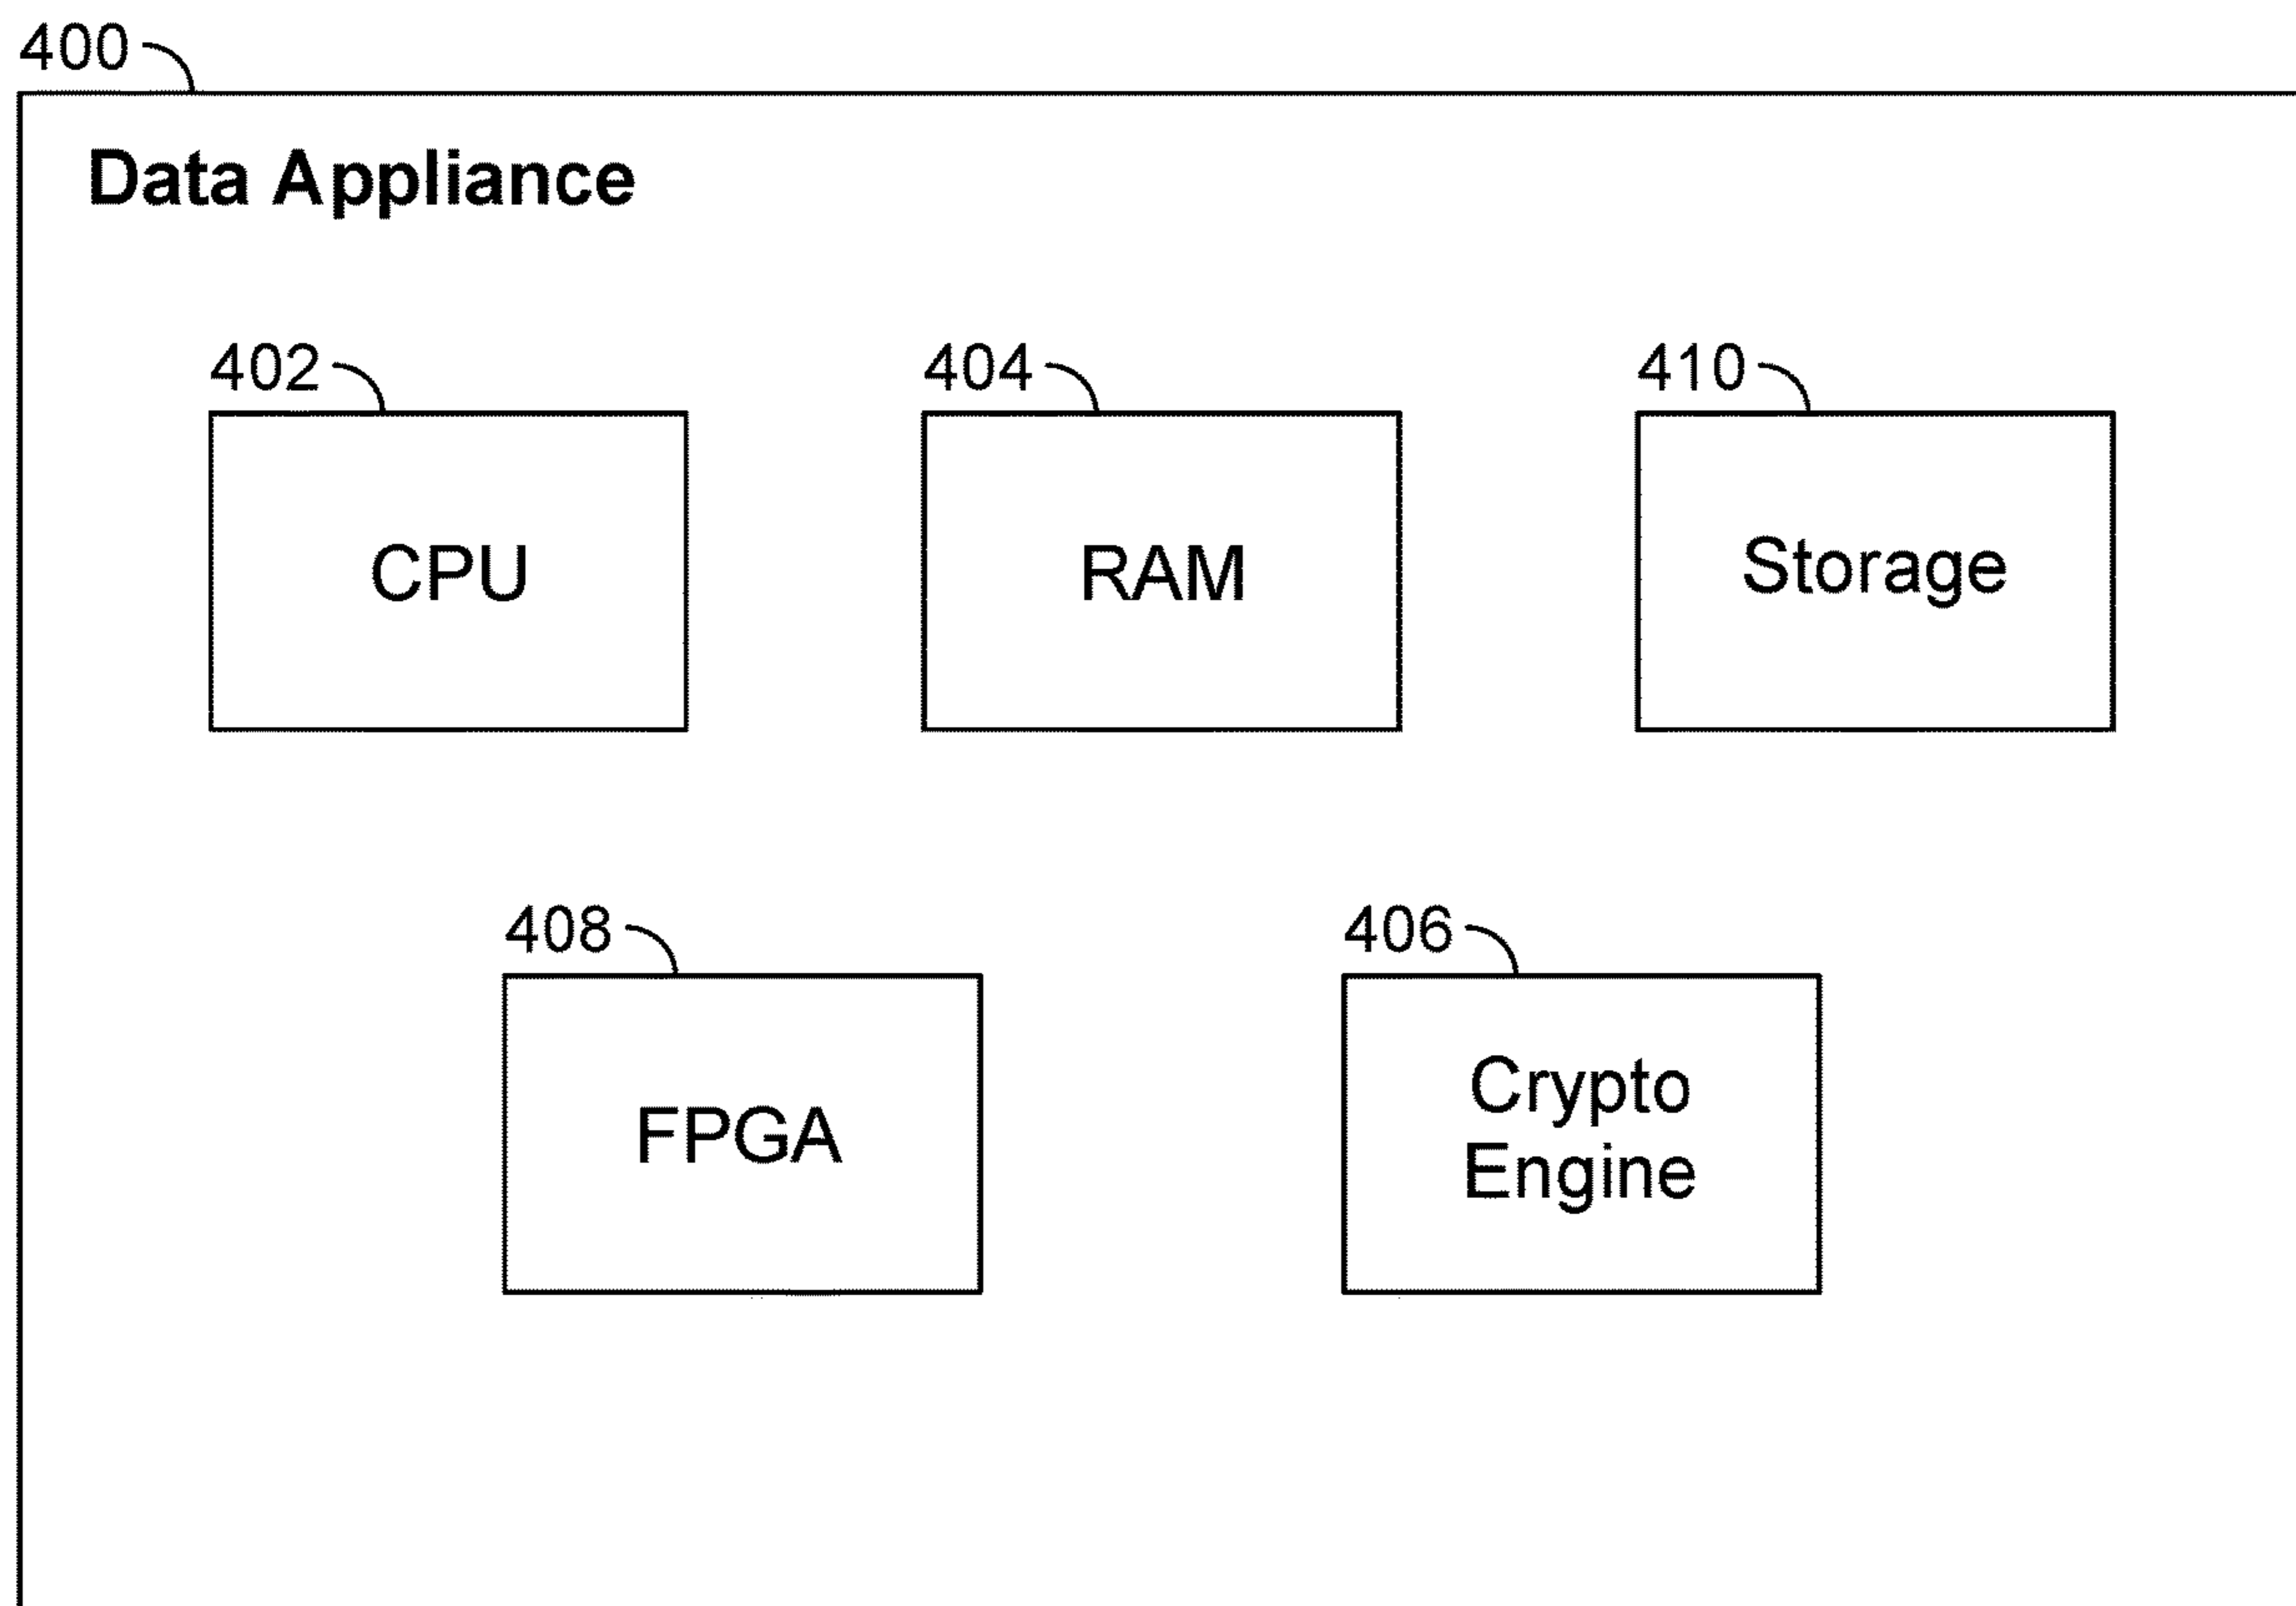 400
Data Appliance
402
404
410
CPU
RAM
Storage
408
406
FPGA
Crypto
Engine